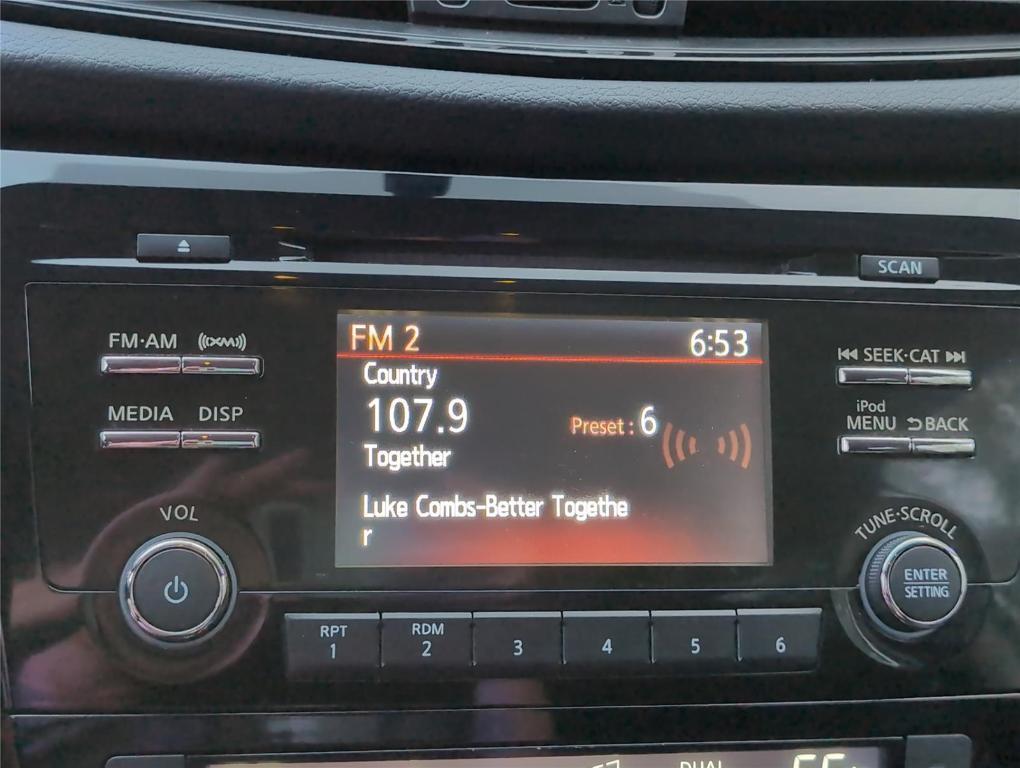 SCAN
FM·AM ((XM))
SEEK·CAT
MEDIA DISP
iPod
MENU BACK
FM 2 6:53
Country
107.9
Preset: 6
Together
Luke Combs-Better Togethe
r
VOL
TUNE·SCROLL
ENTER
SETTING
RPT
1
RDM
2
3
4
5
6
DUAL